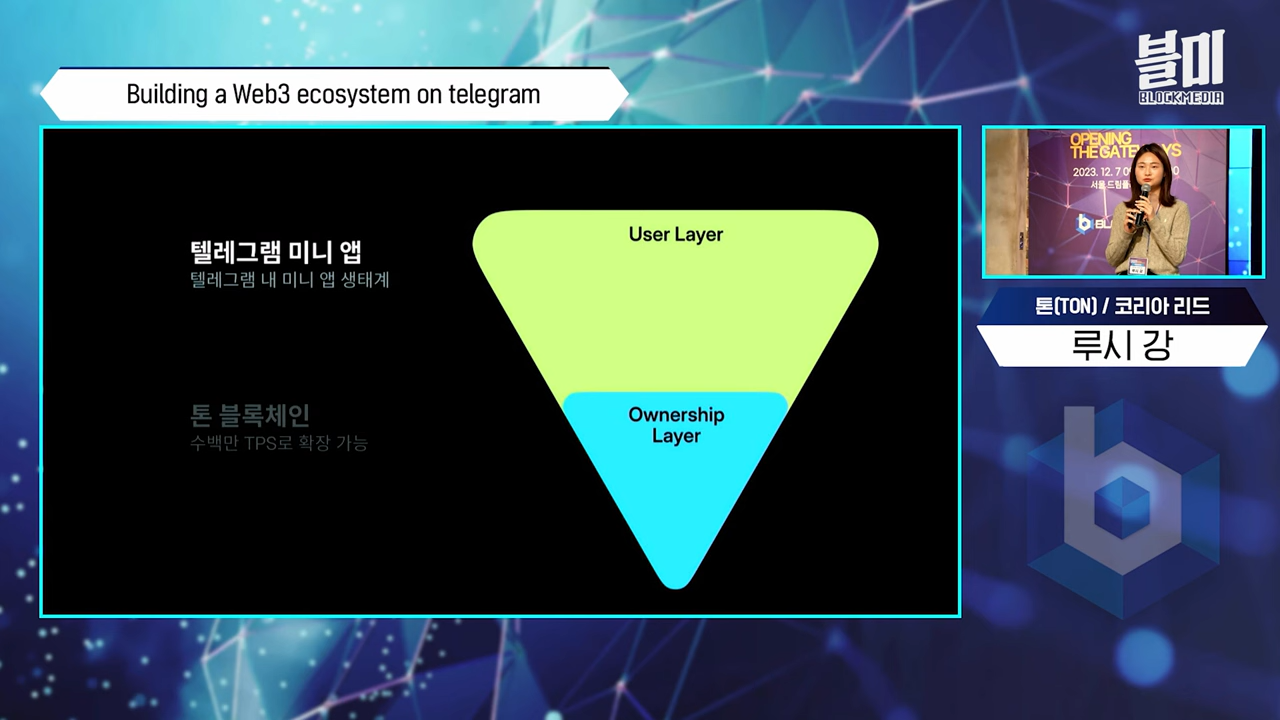 Building a Web3 ecosystem on telegram
블미
BLOCKMEDIA
텔레그램 미니 앱
텔레그램 내 미니 앱 생태계
톤 블록체인
수백만 TPS로 확장 가능
User Layer
Ownership
Layer
OPENING
2023. 12. 7
톤(TON) / 코리아 리드
루시 강